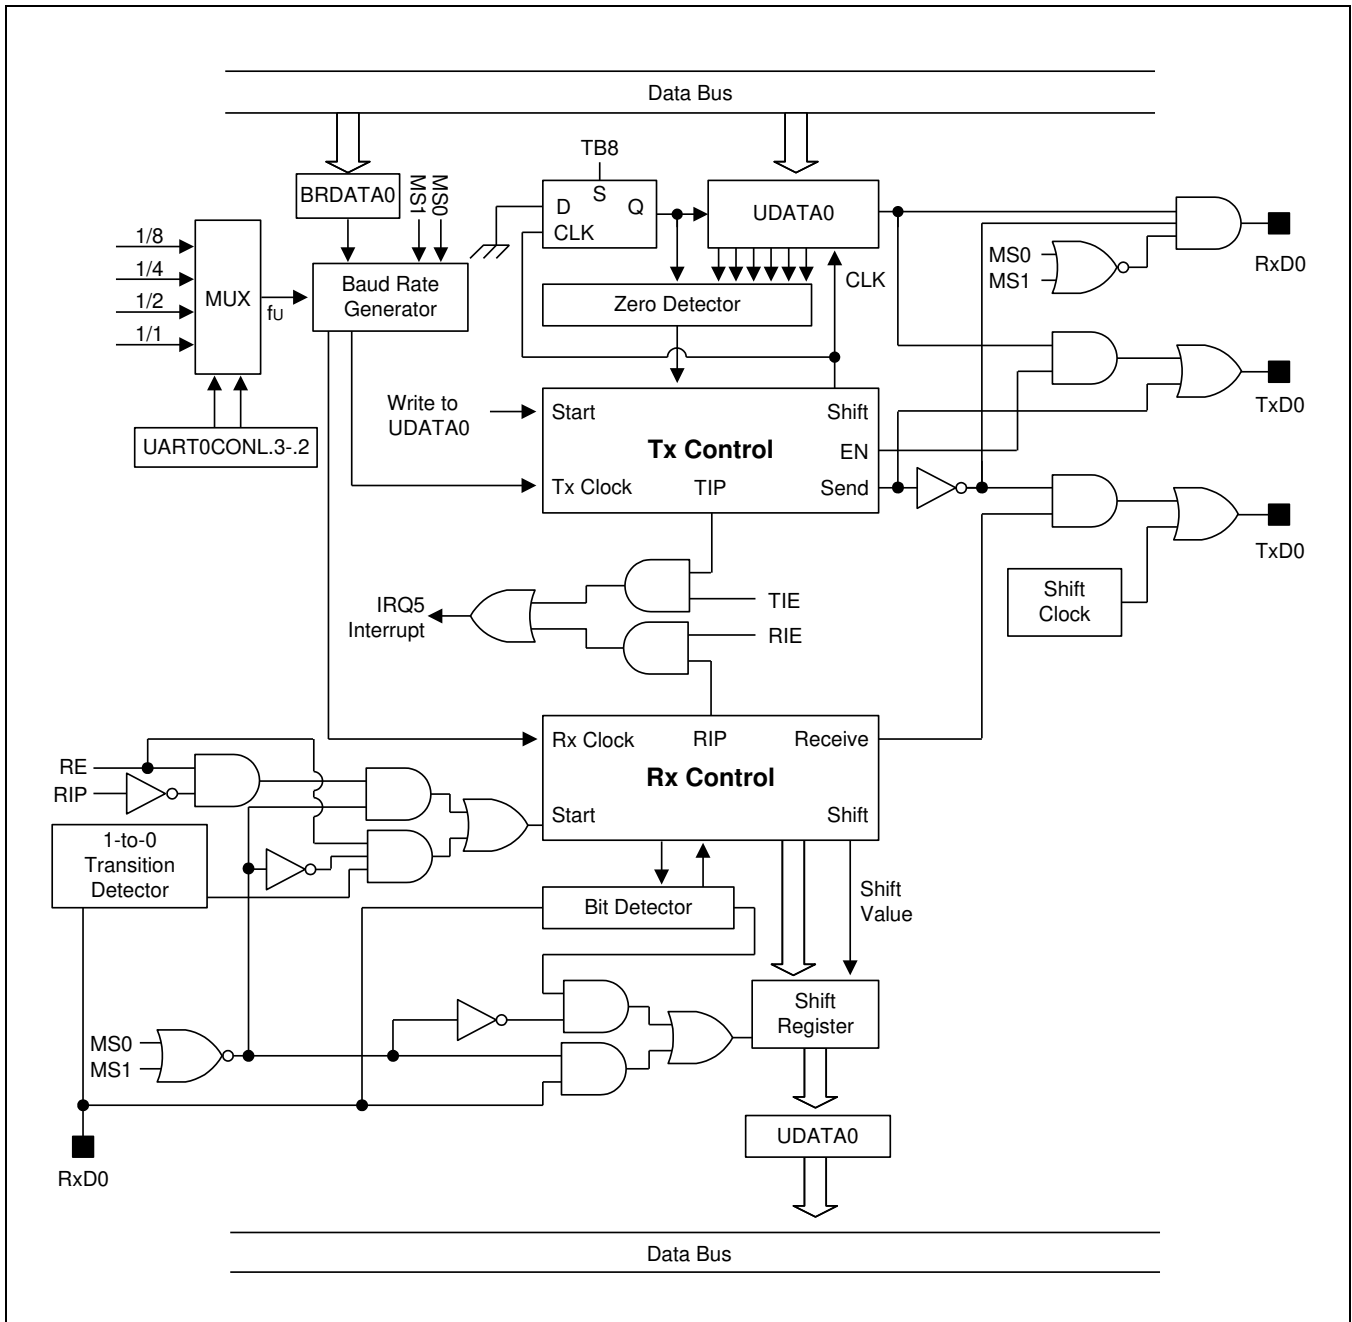 Data Bus
TB8
BRDATA0
MS1
MS0
D
S
Q
CLK
UDATA0
1/8
1/4
1/2
1/1
MUX
fU
Baud Rate
Generator
Zero Detector
CLK
MS0
MS1
RxD0
UART0CONL.3-.2
Write to
UDATA0
Start
Shift
Tx Control
EN
Tx Clock
TIP
Send
TxD0
TxD0
Shift
Clock
IRQ5
Interrupt
TIE
RIE
Rx Clock
RIP
Receive
Rx Control
Start
Shift
RE
RIP
1-to-0
Transition
Detector
Bit Detector
Shift
Value
Shift
Register
MS0
MS1
UDATA0
RxD0
Data Bus